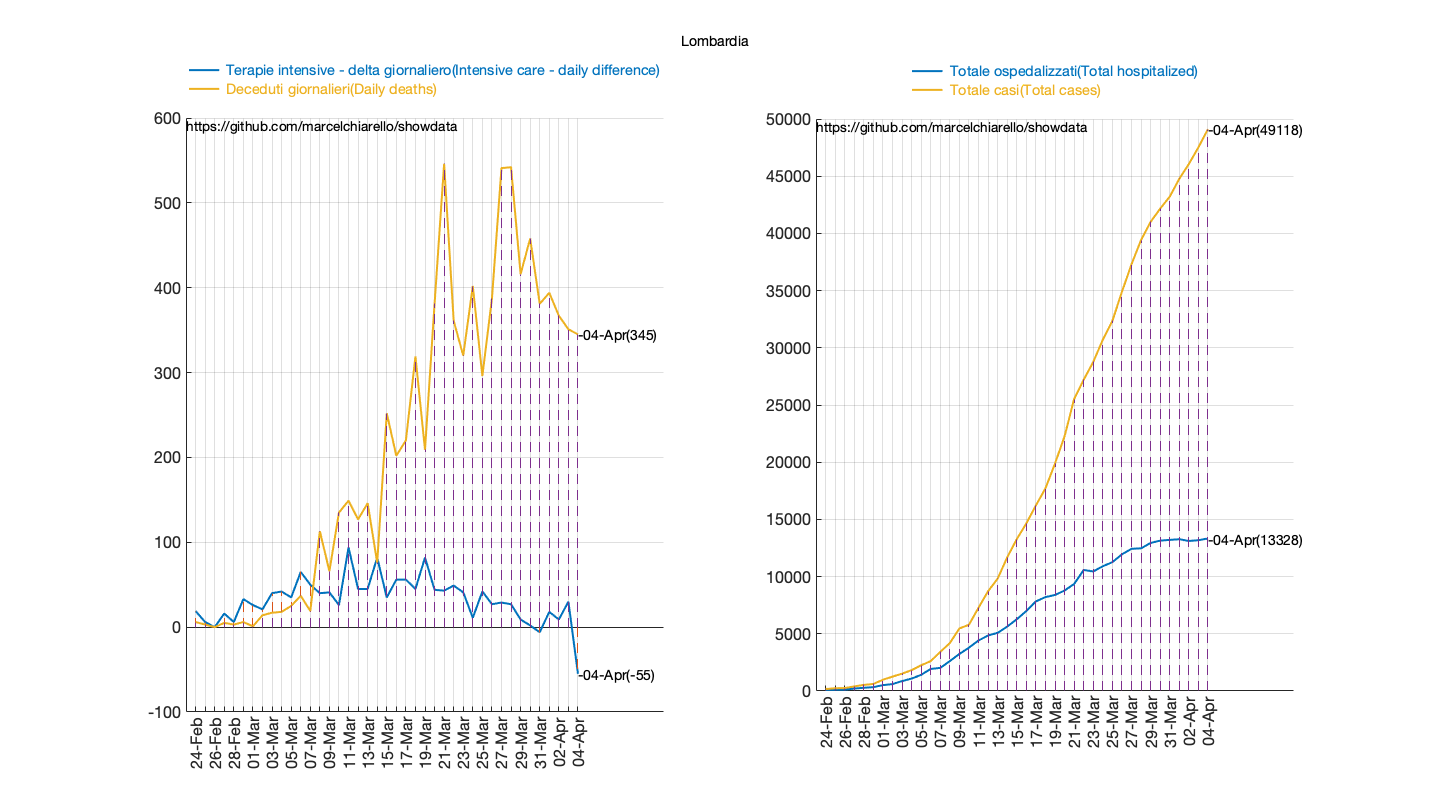 Lombardia
Terapie intensive - delta giornaliero(Intensive care - daily difference)
Deceduti giornalieri(Daily deaths)
600
https://github.com/marcelchiarello/showdata
500
400
-04-Apr(345)
300
200
100
0
-04-Apr(-55)
-100
24-Feb
26-Feb
28-Feb
01-Mar
03-Mar
05-Mar
07-Mar
09-Mar
11-Mar
13-Mar
15-Mar
17-Mar
19-Mar
21-Mar
23-Mar
25-Mar
27-Mar
29-Mar
31-Mar
02-Apr
04-Apr
Totale ospedalizzati(Total hospitalized)
Totale casi(Total cases)
50000
https://github.com/marcelchiarello/showdata
-04-Apr(49118)
45000
40000
35000
30000
25000
20000
15000
-04-Apr(13328)
10000
5000
0
24-Feb
26-Feb
28-Feb
01-Mar
03-Mar
05-Mar
07-Mar
09-Mar
11-Mar
13-Mar
15-Mar
17-Mar
19-Mar
21-Mar
23-Mar
25-Mar
27-Mar
29-Mar
31-Mar
02-Apr
04-Apr